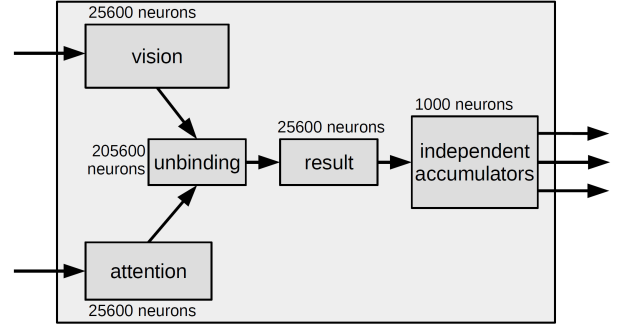 25600 neurons
vision
205600
neurons
unbinding
25600 neurons
result
1000 neurons
independent
accumulators
attention
25600 neurons